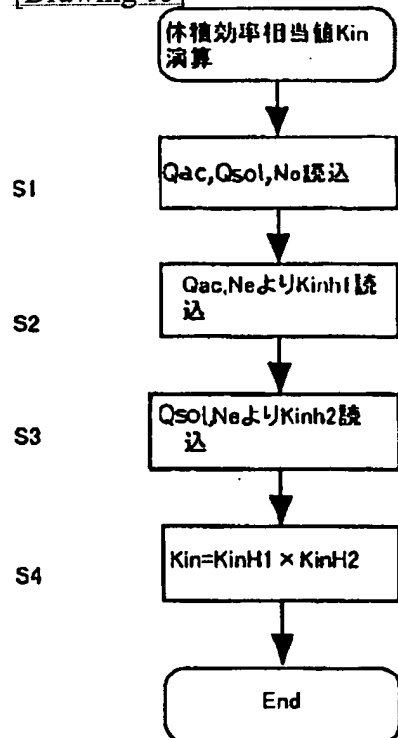 体積効率相当値Kin
演算
S1
Qac,Qsol,Ne読込
S2
Qac,NeよりKinh1読
込
S3
Qsol,NeよりKinh2読
込
S4
Kin=KinH1×KinH2
End